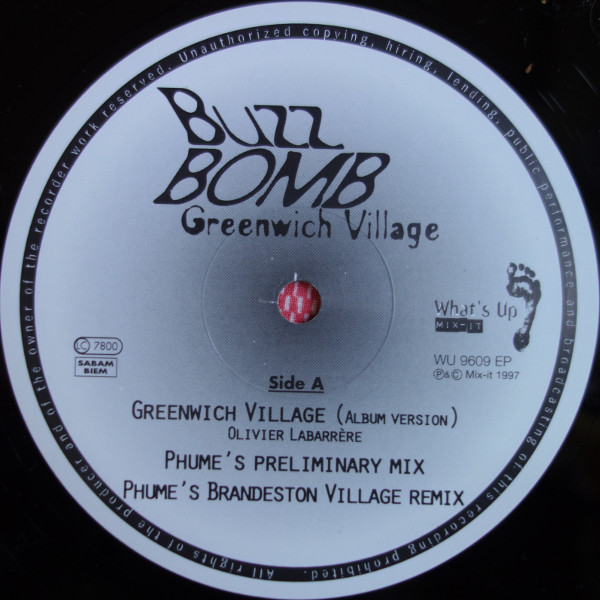 All rights of the producer and of the owner of the recorder work reserved. Unauthorized copying, hiring, lending, public performance and broadcasting of this recording prohibited.
BUZZ
BOMB
Greenwich Village
What's Up
MIX-IT
LC 7800
SABAM
BIEM
WU 9609 EP
℗&© Mix-it 1997
Side A
GREENWICH VILLAGE (ALBUM VERSION)
OLIVIER LABARRÈRE
PHUME'S PRELIMINARY MIX
PHUME'S BRANDESTON VILLAGE REMIX